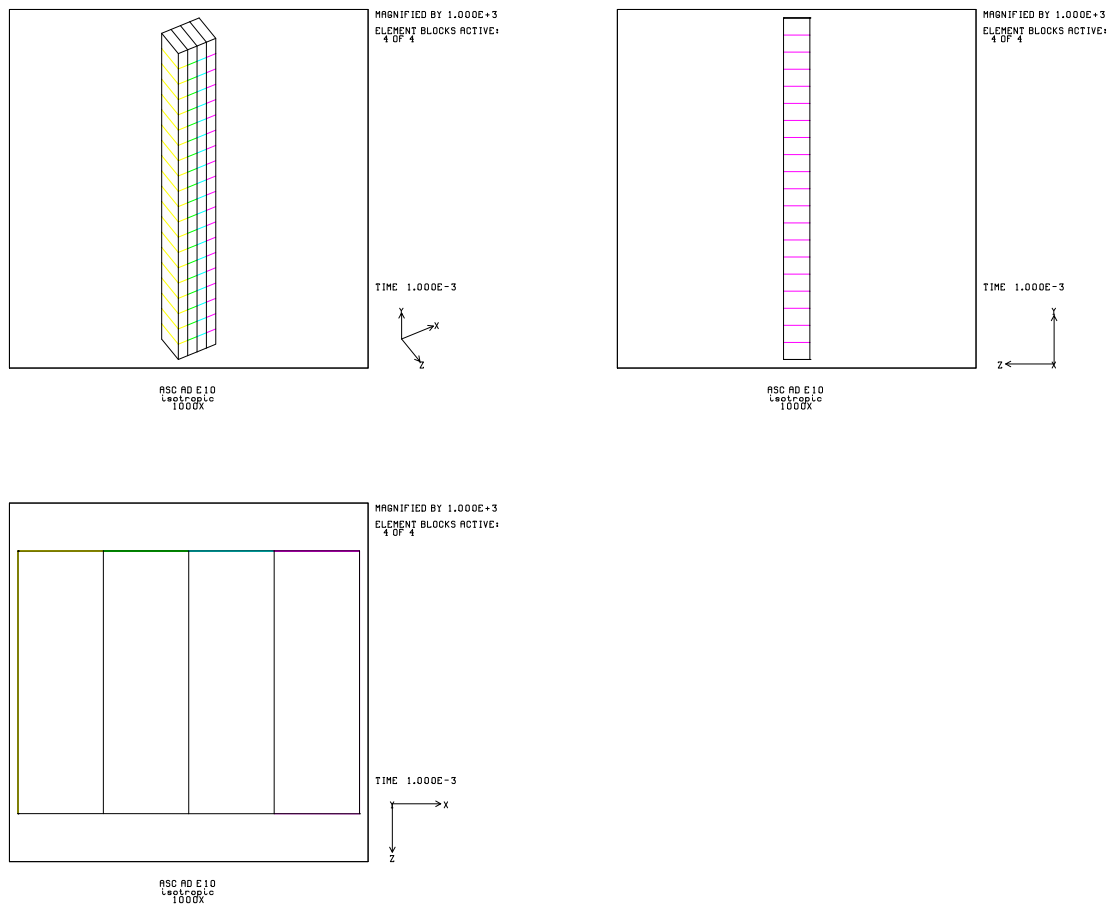 MAGNIFIED BY 1.000E+3
ELEMENT BLOCKS ACTIVE:
4 OF 4
TIME 1.000E-3
Y
X
Z
ASC AD E10
isotropic
1000X
MAGNIFIED BY 1.000E+3
ELEMENT BLOCKS ACTIVE:
4 OF 4
TIME 1.000E-3
Y
Z X
ASC AD E10
isotropic
1000X
MAGNIFIED BY 1.000E+3
ELEMENT BLOCKS ACTIVE:
4 OF 4
TIME 1.000E-3
Y X
Z
ASC AD E10
isotropic
1000X